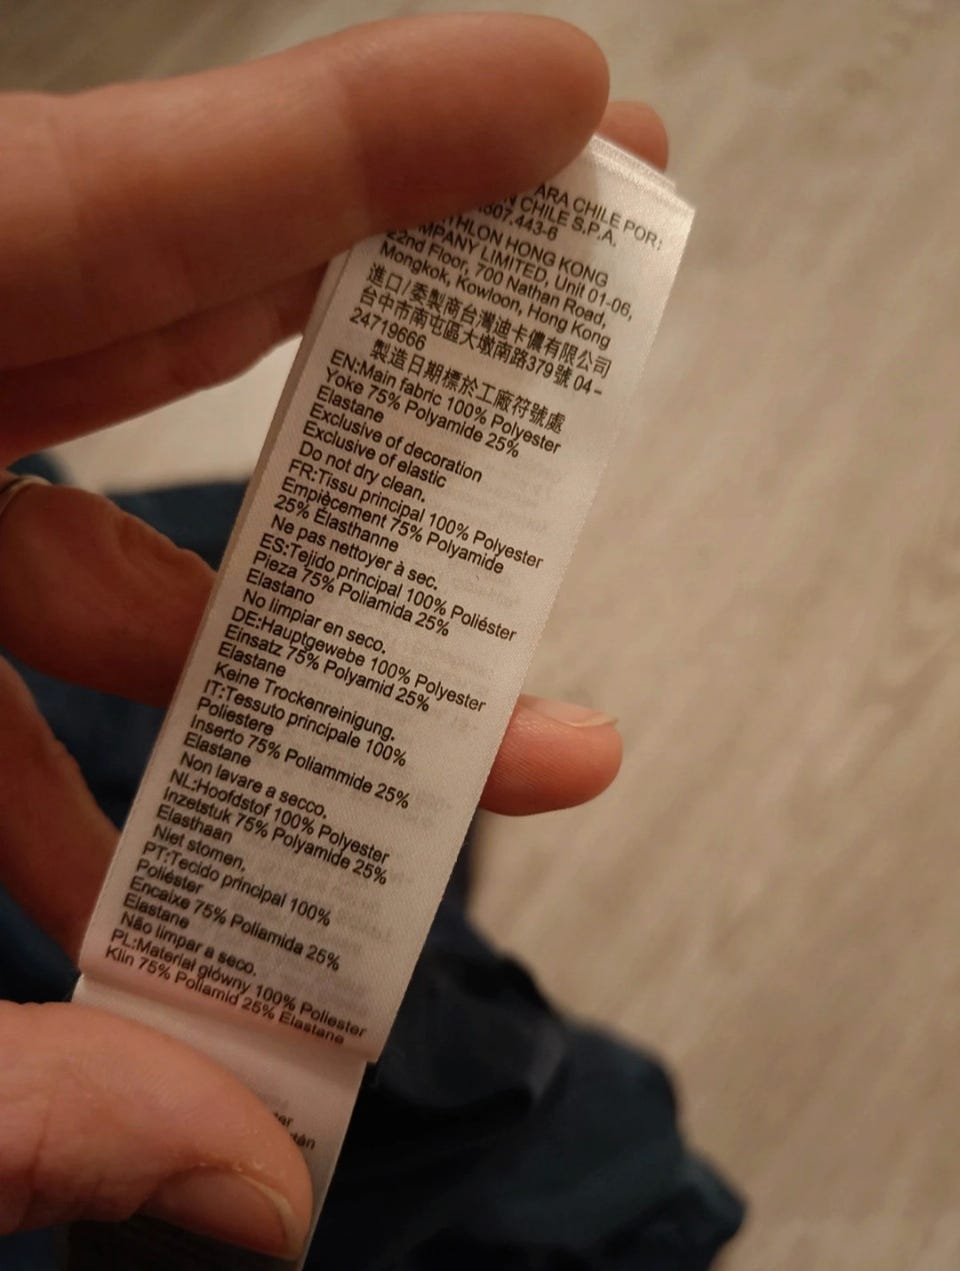 ARA CHILE POR:
N CHILE S.P.A.
607.443-6
THLON HONG KONG
MPANY LIMITED, Unit 01-06,
22nd Floor, 700 Nathan Road,
Mongkok, Kowloon, Hong Kong
進口/委製商台灣迪卡儂有限公司
台中市南屯區大墩南路379號 04-
24719666
製造日期標於工廠符號處
EN:Main fabric 100% Polyester
Yoke 75% Polyamide 25%
Elastane
Exclusive of decoration
Exclusive of elastic
Do not dry clean.
FR:Tissu principal 100% Polyester
Empiècement 75% Polyamide
25% Élasthanne
Ne pas nettoyer à sec.
ES:Tejido principal 100% Poliéster
Pieza 75% Poliamida 25%
Elastano
No limpiar en seco.
DE:Hauptgewebe 100% Polyester
Einsatz 75% Polyamid 25%
Elastane
Keine Trockenreinigung.
IT:Tessuto principale 100%
Poliestere
Inserto 75% Poliammide 25%
Elastane
Non lavare a secco.
NL:Hoofdstof 100% Polyester
Inzetstuk 75% Polyamide 25%
Elasthaan
Niet stomen.
PT:Tecido principal 100%
Poliéster
Encaixe 75% Poliamida 25%
Elastane
Não limpar a seco.
PL:Materiał główny 100% Poliester
Klin 75% Poliamid 25% Elastane